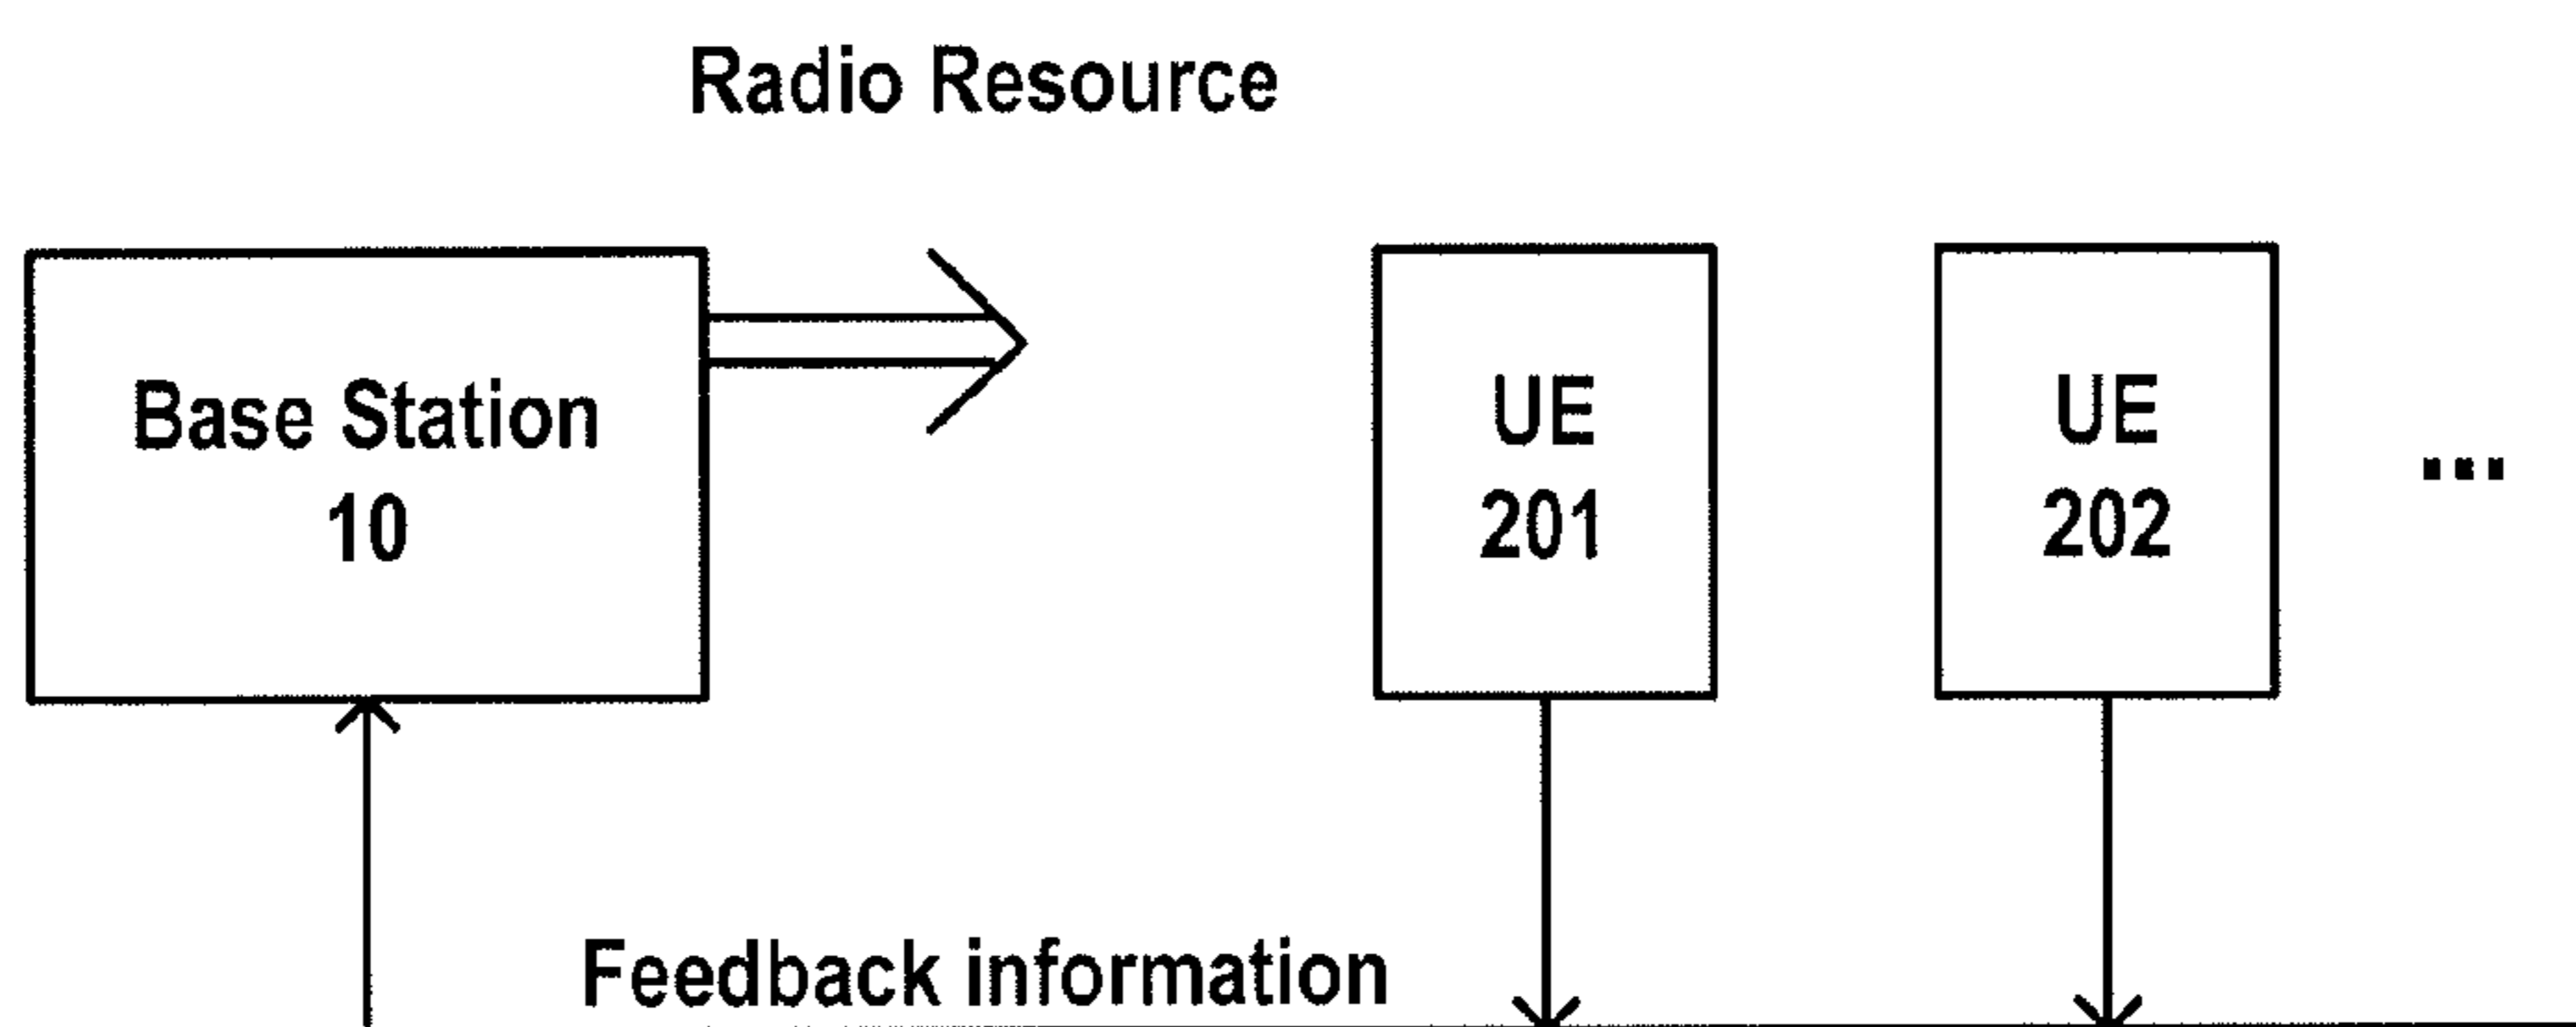 Radio Resource
Base Station
10
UE
201
UE
202
...
Feedback information